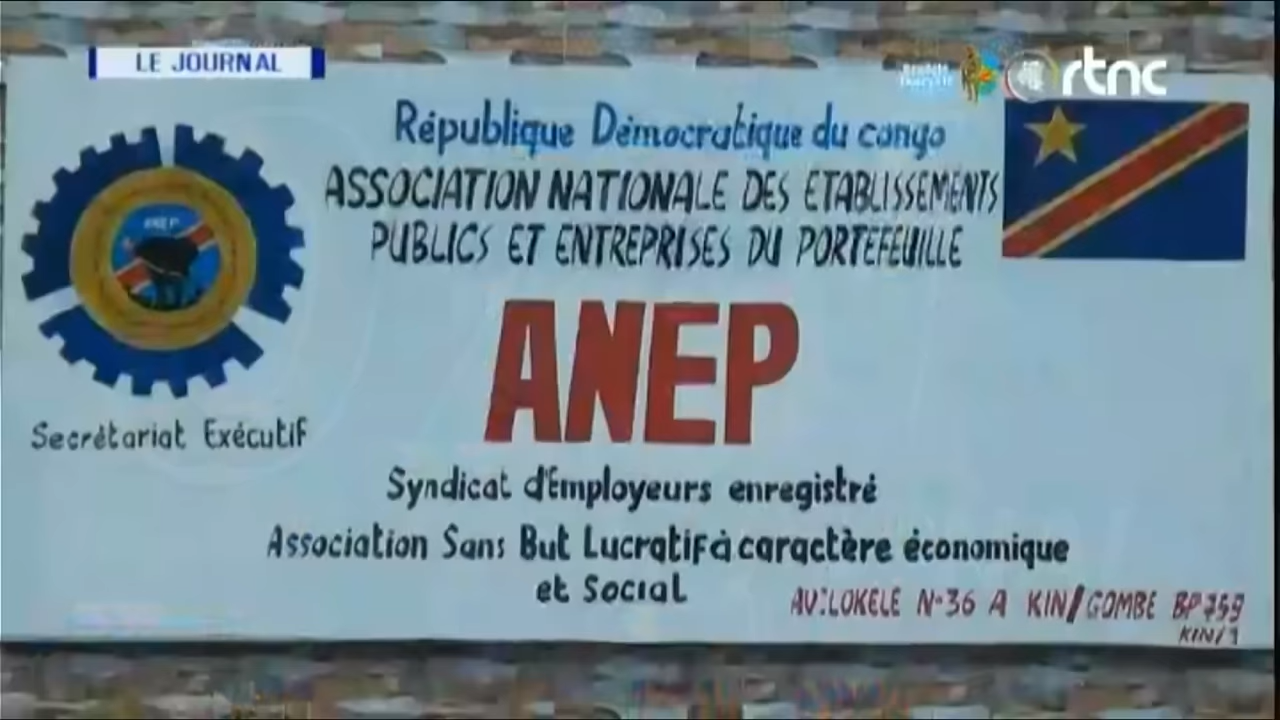 LE JOURNAL
rtnc
République Démocratique du congo
ASSOCIATION NATIONALE DES ETABLISSEMENTS
PUBLICS ET ENTREPRISES DU PORTEFEUILLE
ANEP
ANEP
Secrétariat Exécutif
Syndicat d'Employeurs enregistré
Association Sans But Lucratif à caractère économique
et Social
AV: LOKELE N°36 A KIN/GOMBE BP 759
KIN/1